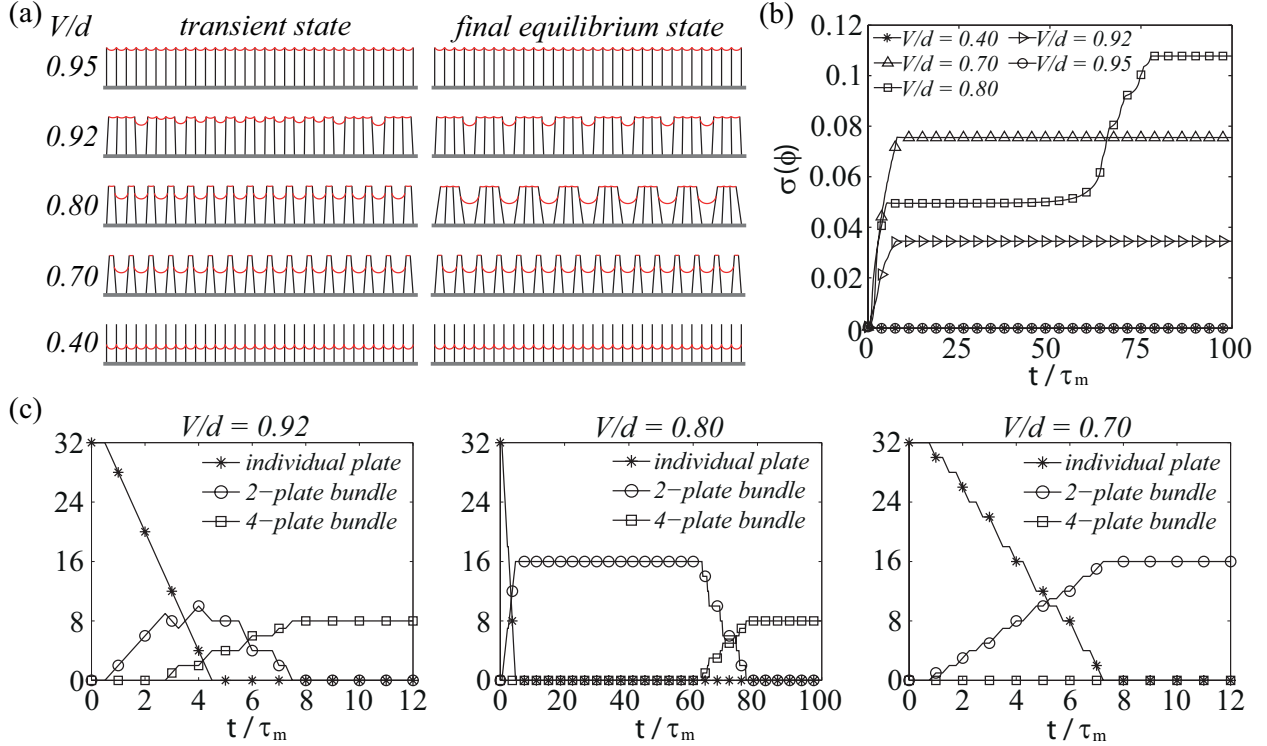 (a)
V/d transient state final equilibrium state
0.95
0.92
0.80
0.70
0.40
(b)
σ(ϕ)
0.12
0.1
0.08
0.06
0.04
0.02
0
V/d = 0.40 V/d = 0.92
V/d = 0.70 V/d = 0.95
V/d = 0.80
0 25 50 75 100
t / τm
(c)
V/d = 0.92
32
24
16
8
0
individual plate
2−plate bundle
4−plate bundle
0 2 4 6 8 10 12
t / τm
V/d = 0.80
32
24
16
8
0
individual plate
2−plate bundle
4−plate bundle
0 20 40 60 80 100
t / τm
V/d = 0.70
32
24
16
8
0
individual plate
2−plate bundle
4−plate bundle
0 2 4 6 8 10 12
t / τm